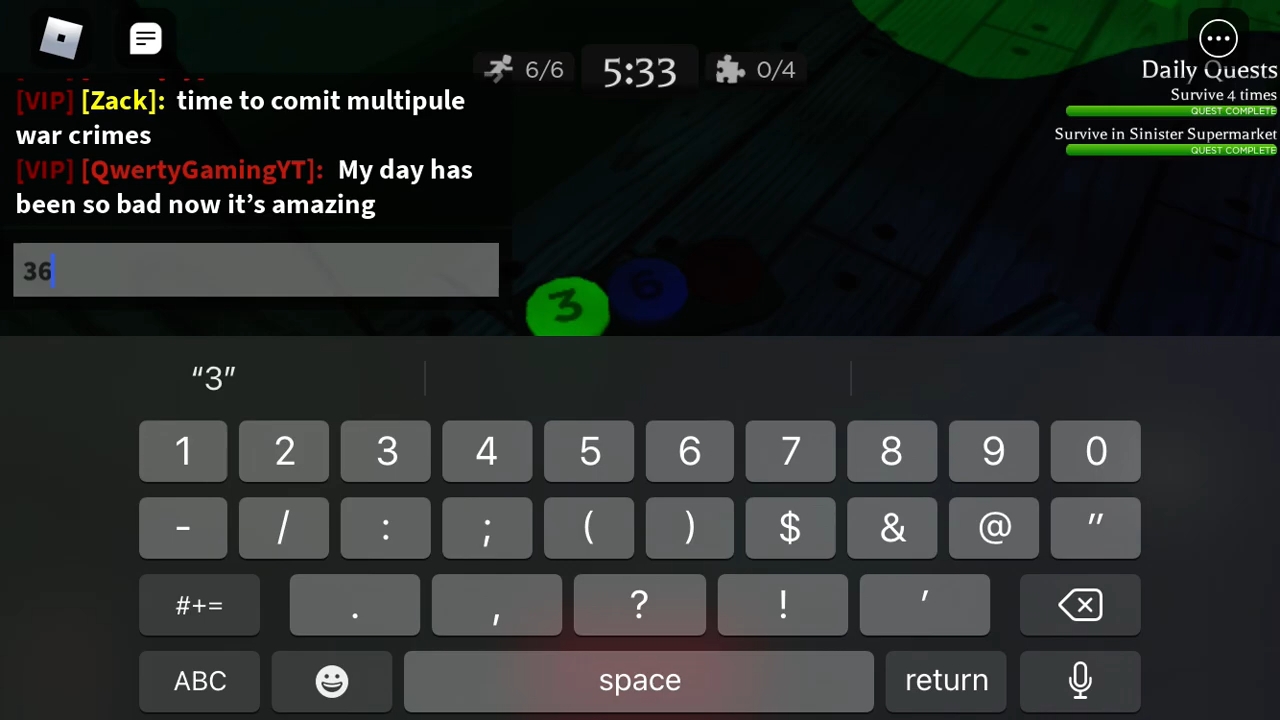 6/6
5:33
0/4
Daily Quests
Survive 4 times
QUEST COMPLETE
Survive in Sinister Supermarket
QUEST COMPLETE
[VIP] [Zack]: time to comit multipule
war crimes
[VIP] [QwertyGamingYT]: My day has
been so bad now it’s amazing
36
3
6
“3”
1 2 3 4 5 6 7 8 9 0
- / : ; ( ) $ & @ "
#+= . , ? ! ’
ABC space return